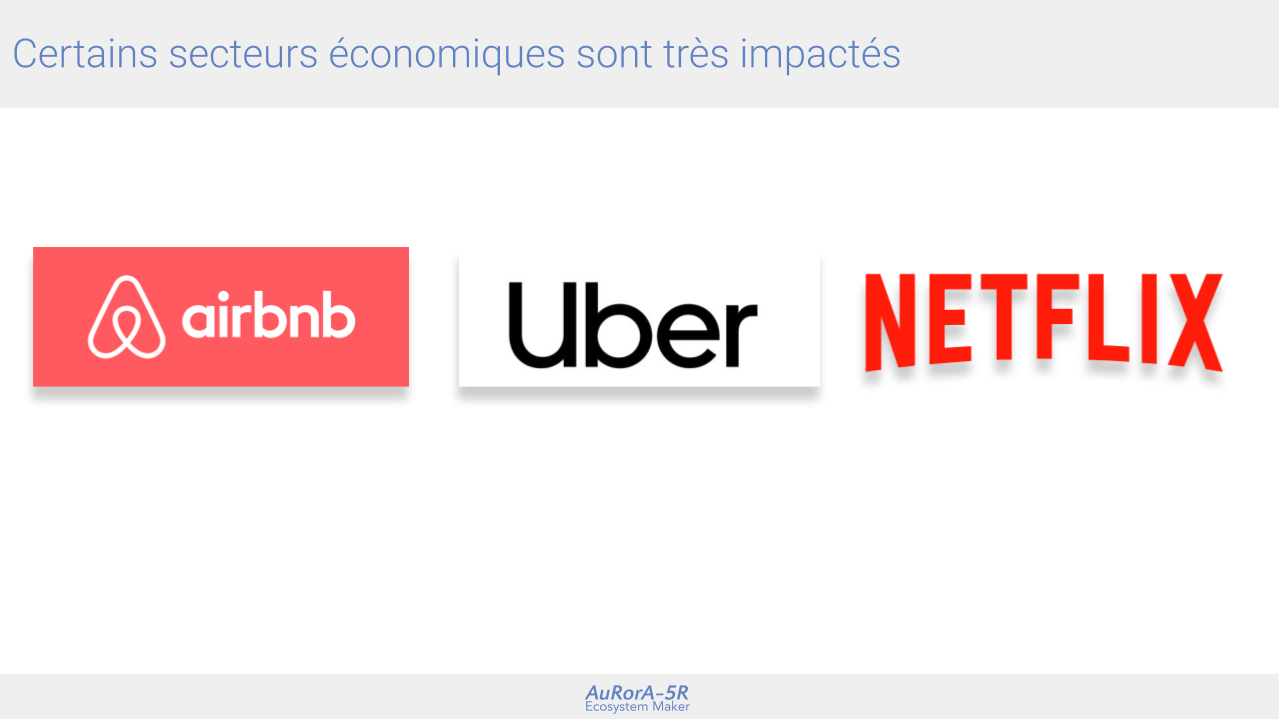 Certains secteurs économiques sont très impactés
airbnb
Uber
NETFLIX
AuRorA-5R
Ecosystem Maker